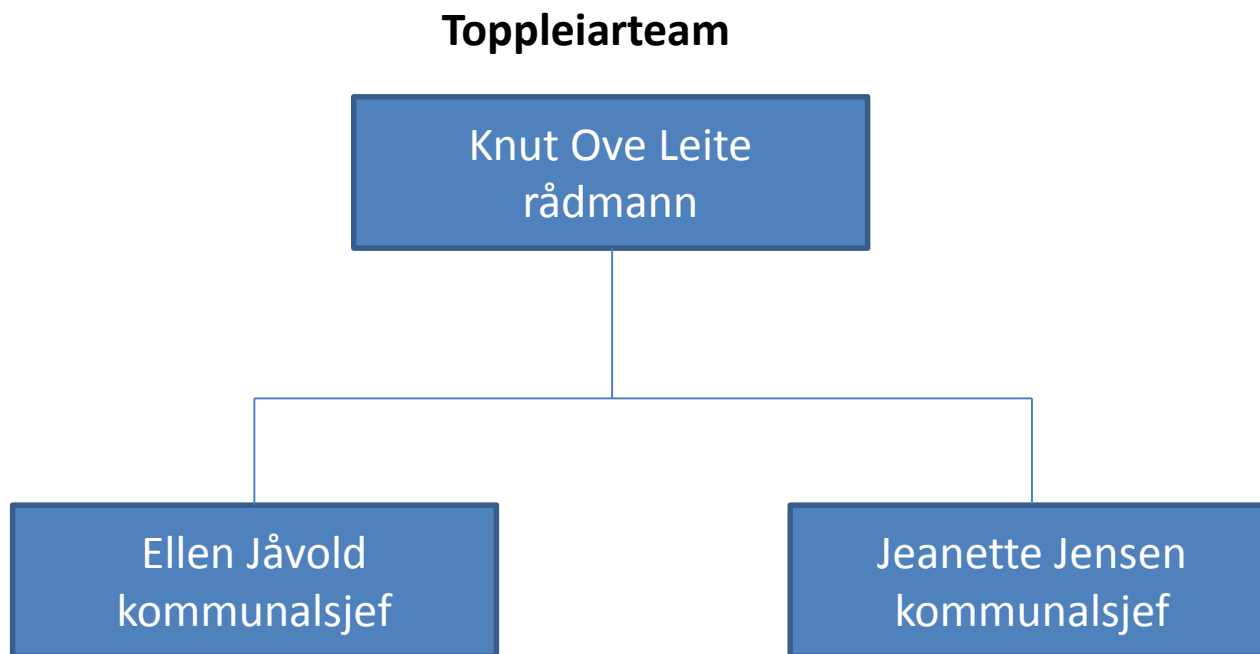 Toppleiarteam
Knut Ove Leite
rådmann
Ellen Jåvold
kommunalsjef
Jeanette Jensen
kommunalsjef